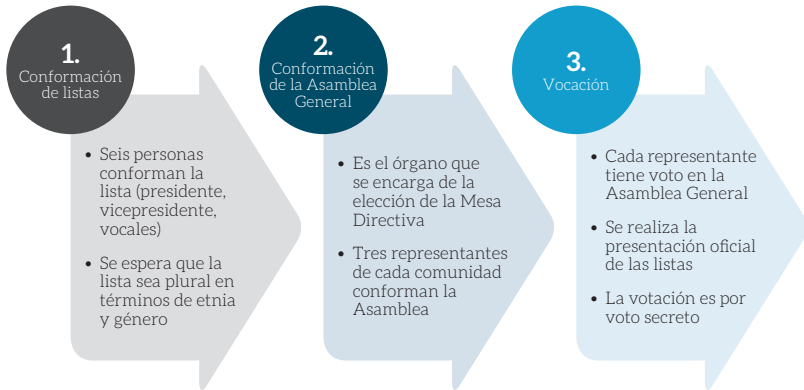 1.
Conformación
de listas
• Seis personas
conforman la
lista (presidente,
vicepresidente,
vocales)
• Se espera que la
lista sea plural en
términos de etnia
y género
2.
Conformación
de la Asamblea
General
• Es el órgano que
se encarga de la
elección de la Mesa
Directiva
• Tres representantes
de cada comunidad
conforman la
Asamblea
3.
Vocación
• Cada representante
tiene voto en la
Asamblea General
• Se realiza la
presentación oficial
de las listas
• La votación es por
voto secreto